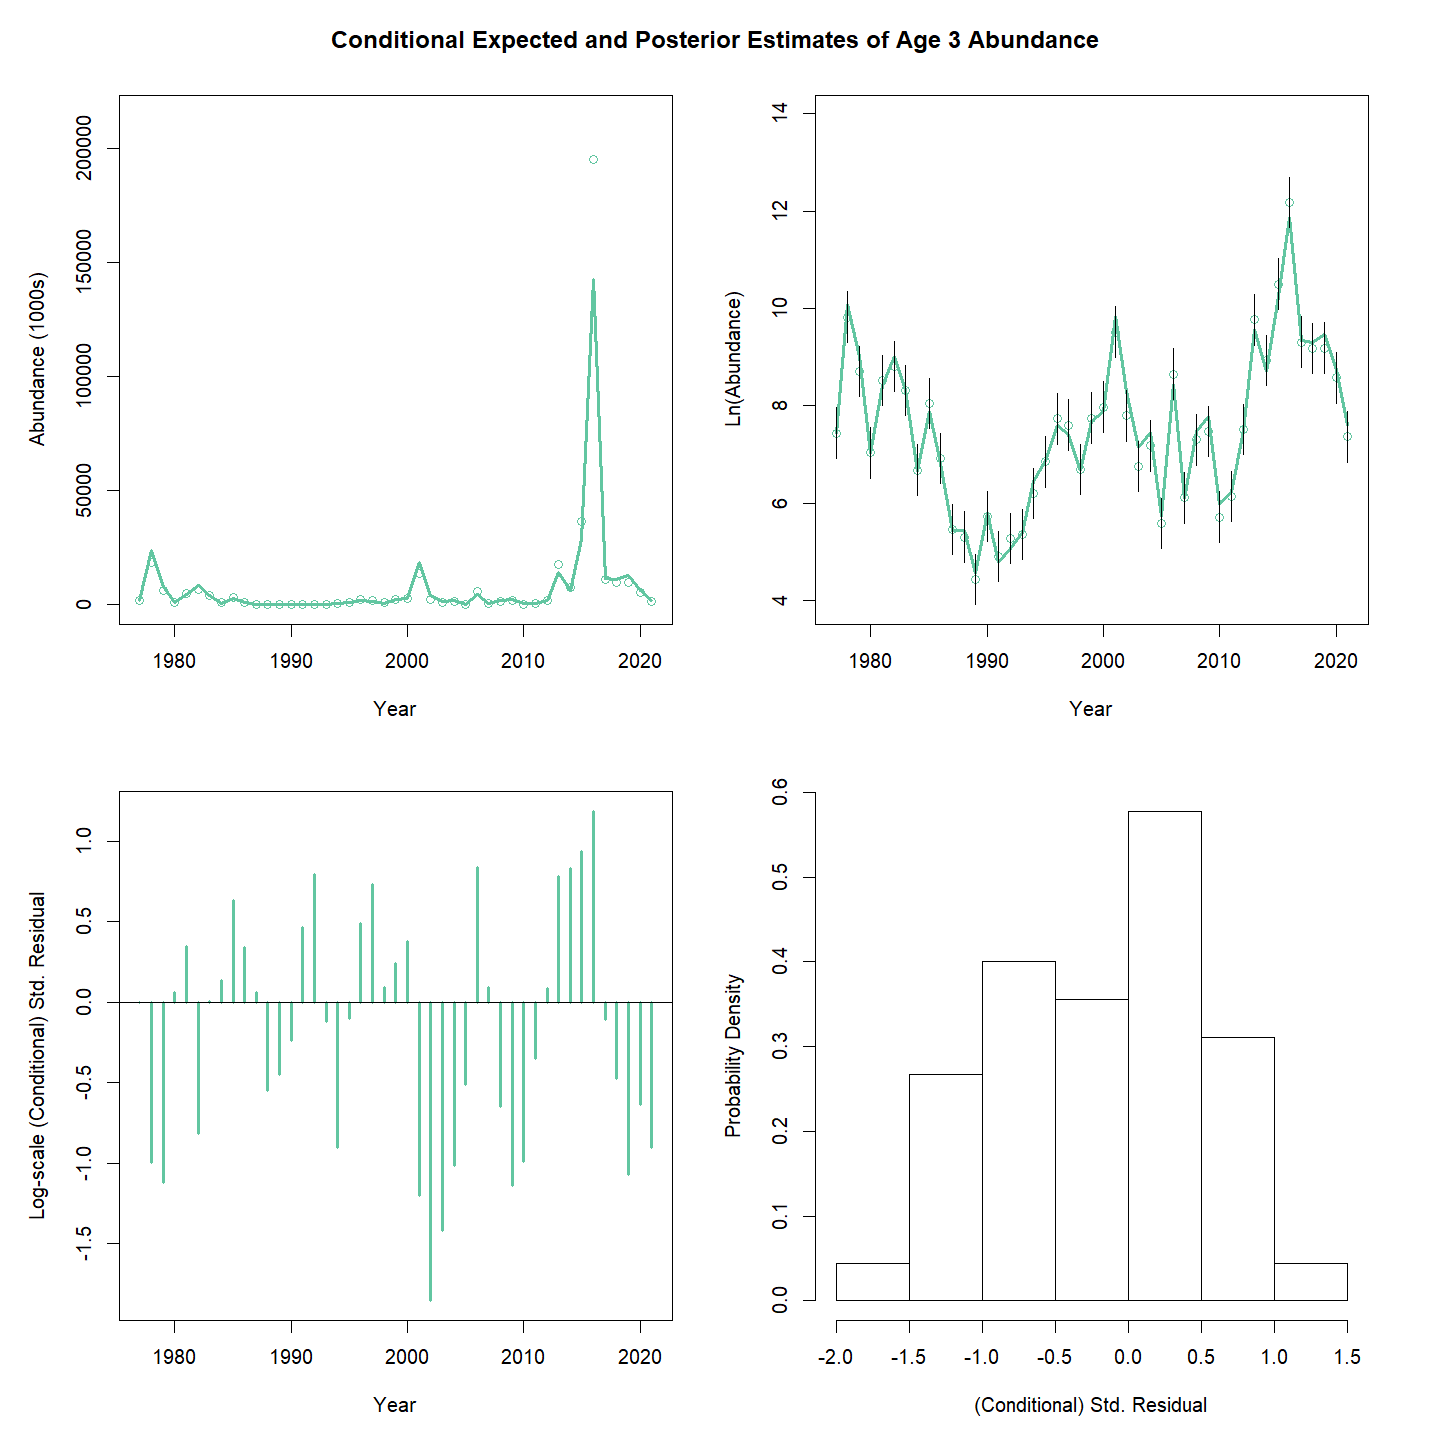 Conditional Expected and Posterior Estimates of Age 3 Abundance
Abundance (1000s)
200000
150000
100000
50000
0
1980 1990 2000 2010 2020
Year
Ln(Abundance)
14
12
10
8
6
4
1980 1990 2000 2010 2020
Year
Log-scale (Conditional) Std. Residual
1.0
0.5
0.0
-0.5
-1.0
-1.5
1980 1990 2000 2010 2020
Year
Probability Density
0.6
0.5
0.4
0.3
0.2
0.1
0.0
-2.0 -1.5 -1.0 -0.5 0.0 0.5 1.0 1.5
(Conditional) Std. Residual